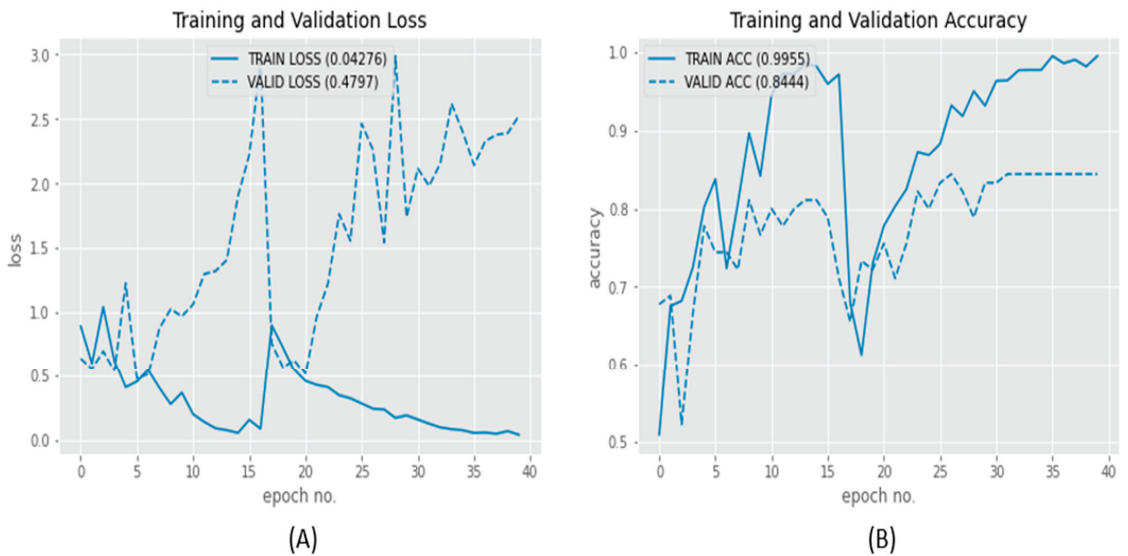 Training and Validation Loss
TRAIN LOSS (0.04276)
VALID LOSS (0.4797)
3.0
2.5
2.0
1.5
1.0
0.5
0.0
loss
0 5 10 15 20 25 30 35 40
epoch no.
(A)
Training and Validation Accuracy
TRAIN ACC (0.9955)
VALID ACC (0.8444)
1.0
0.9
0.8
0.7
0.6
0.5
accuracy
0 5 10 15 20 25 30 35 40
epoch no.
(B)